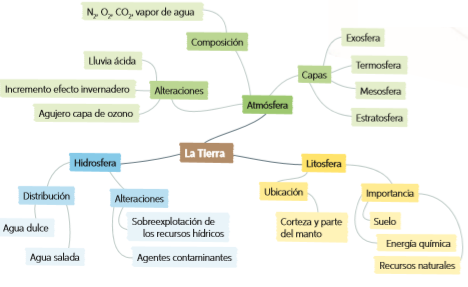 N₂, O₂, CO₂, vapor de agua
Composición
Lluvia ácida
Incremento efecto invernadero
Agujero capa de ozono
Alteraciones
Atmósfera
Capas
Exosfera
Termosfera
Mesosfera
Estratosfera
La Tierra
Hidrosfera
Distribución
Agua dulce
Agua salada
Alteraciones
Sobreexplotación de
los recursos hídricos
Agentes contaminantes
Litosfera
Ubicación
Corteza y parte
del manto
Importancia
Suelo
Energía química
Recursos naturales